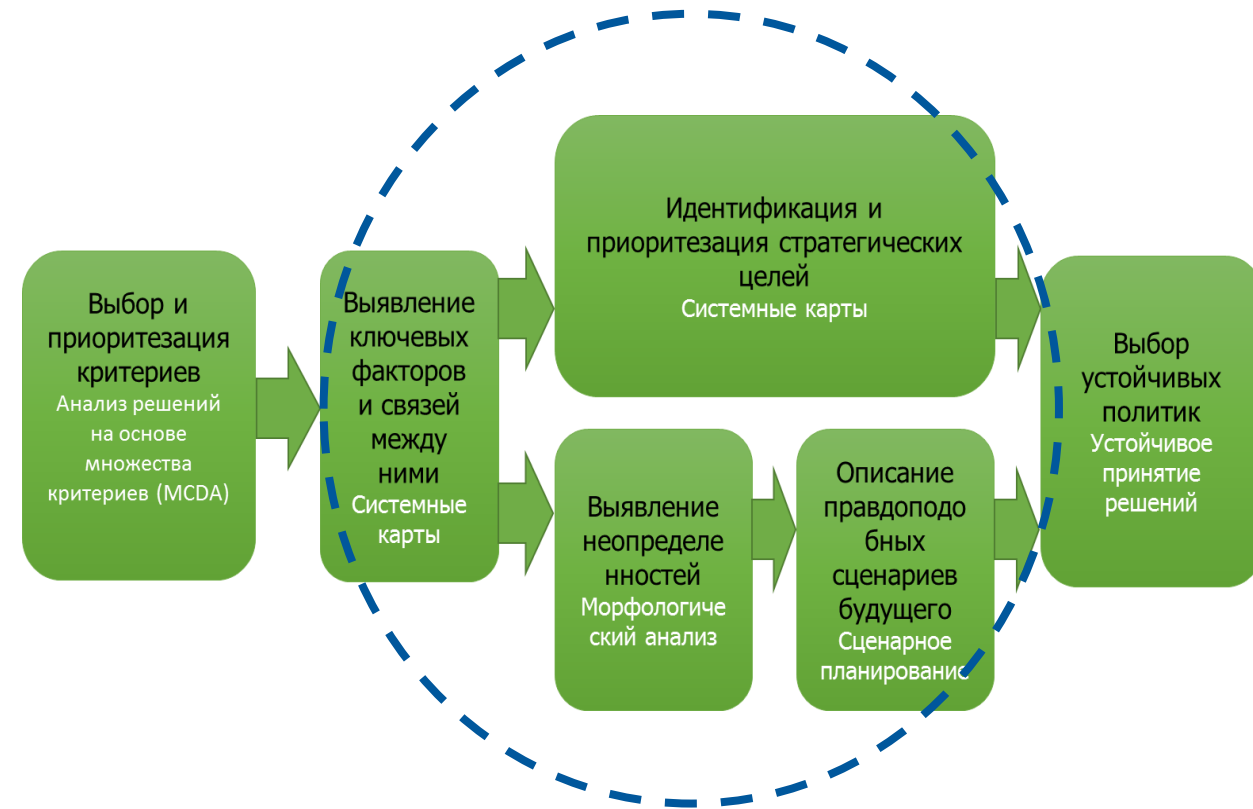 Выбор и
приоритезация
критериев
Анализ решений
на основе
множества
критериев (MCDA)
Выявление
ключевых
факторов
и связей
между
ними
Системные
карты
Идентификация и
приоритезация стратегических
целей
Системные карты
Выявление
неопределе
нностей
Морфологиче
ский анализ
Описание
правдоподо
бных
сценариев
будущего
Сценарное
планирование
Выбор
устойчивых
политик
Устойчивое
принятие
решений